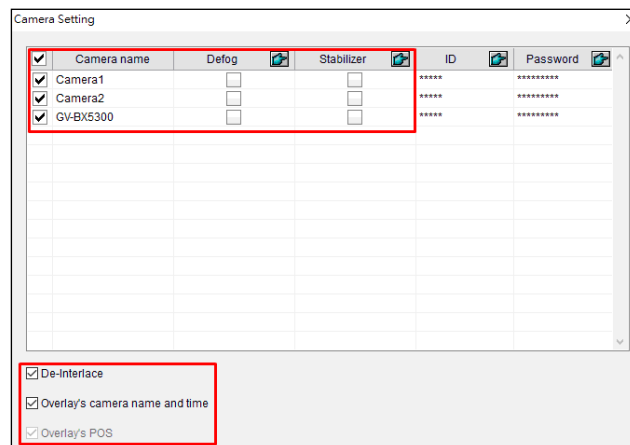 Camera Setting
Camera name Defog Stabilizer ID Password
Camera1 ***** *********
Camera2 ***** *********
GV-BX5300 ***** *********
De-Interlace
Overlay's camera name and time
Overlay's POS